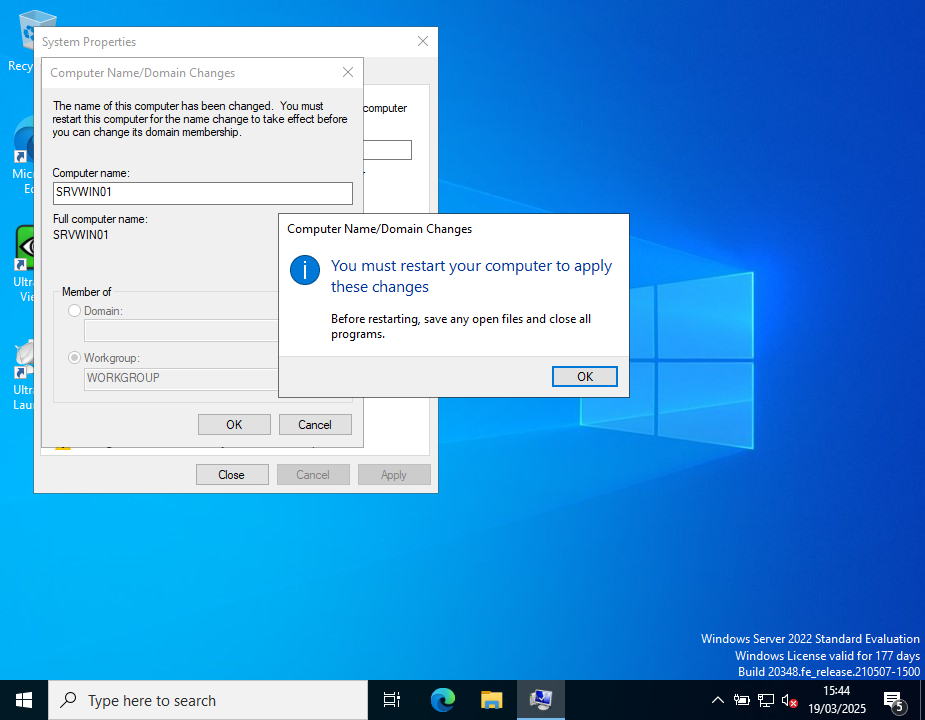 System Properties
Computer Name/Domain Changes
The name of this computer has been changed. You must
restart this computer for the name change to take effect before
you can change its domain membership.
computer
Computer name:
SRVWIN01
Full computer name:
SRVWIN01
Member of
Domain:
Workgroup:
WORKGROUP
OK
Cancel
Close
Cancel
Apply
Computer Name/Domain Changes
You must restart your computer to apply
these changes
Before restarting, save any open files and close all
programs.
OK
Recy
Mic
Ed
Ultra
Vie
Ultra
Lau
Windows Server 2022 Standard Evaluation
Windows License valid for 177 days
Build 20348.fe_release.210507-1500
Type here to search
15:44
19/03/2025
5